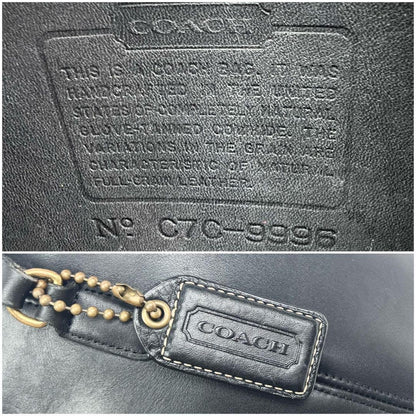 COACH
THIS IS A COACH BAG. IT WAS
HANDCRAFTED IN THE UNITED
STATES OF COMPLETELY NATURAL
GLOVE-TANNED COWHIDE. THE
VARIATIONS IN THE GRAIN ARE
CHARACTERISTIC OF NATURAL
FULL-GRAIN LEATHER.
Nº C7C-9996
COACH